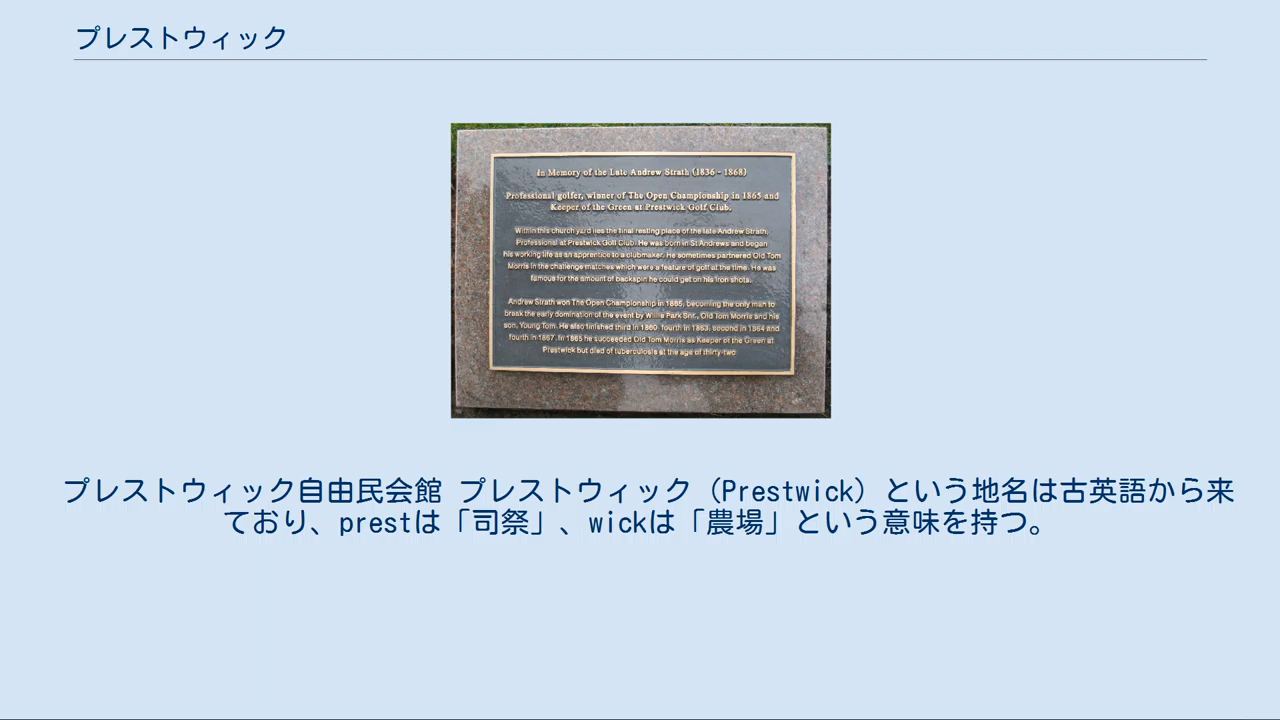 プレストウィック
In Memory of the Late Andrew Strath (1836 - 1868)
Professional golfer, winner of The Open Championship in 1865 and
Keeper of the Green at Prestwick Golf Club.
Within this church yard lies the final resting place of the late Andrew Strath,
Professional at Prestwick Golf Club. He was born in St Andrews and began
his working life as an apprentice to a clubmaker. He sometimes partnered Old Tom
Morris in the challenge matches which were a feature of golf at the time. He was
famous for the amount of backspin he could get on his iron shots.
Andrew Strath won The Open Championship in 1865, becoming the only man to
break the early domination of the event by Willie Park Snr., Old Tom Morris and his
son, Young Tom. He also finished third in 1860, fourth in 1863, second in 1864 and
fourth in 1867. In 1865 he succeeded Old Tom Morris as Keeper of the Green at
Prestwick but died of tuberculosis at the age of thirty-two
プレストウィック自由民会館 プレストウィック（Prestwick）という地名は古英語から来
ており、prestは「司祭」、wickは「農場」という意味を持つ。